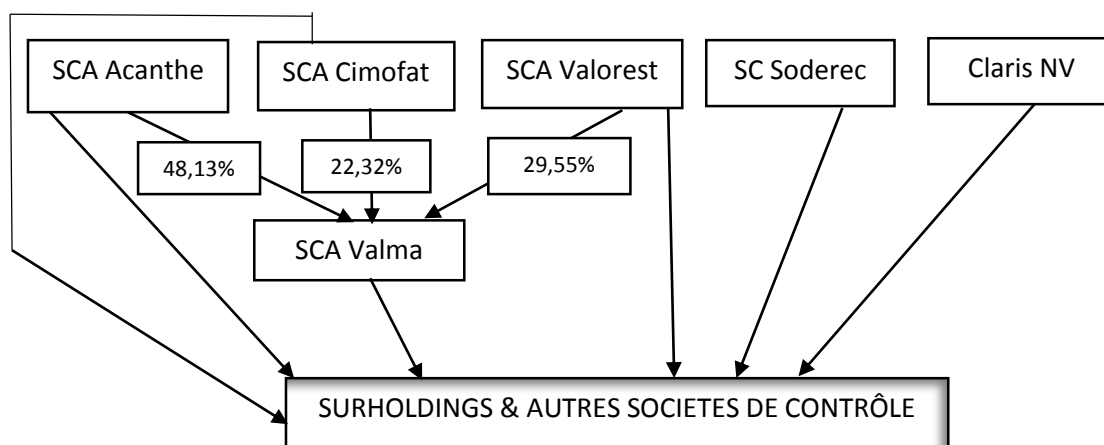 SCA Acanthe
SCA Cimofat
SCA Valorest
SC Soderec
Claris NV
48,13%
22,32%
29,55%
SCA Valma
SURHOLDINGS & AUTRES SOCIETES DE CONTRÔLE